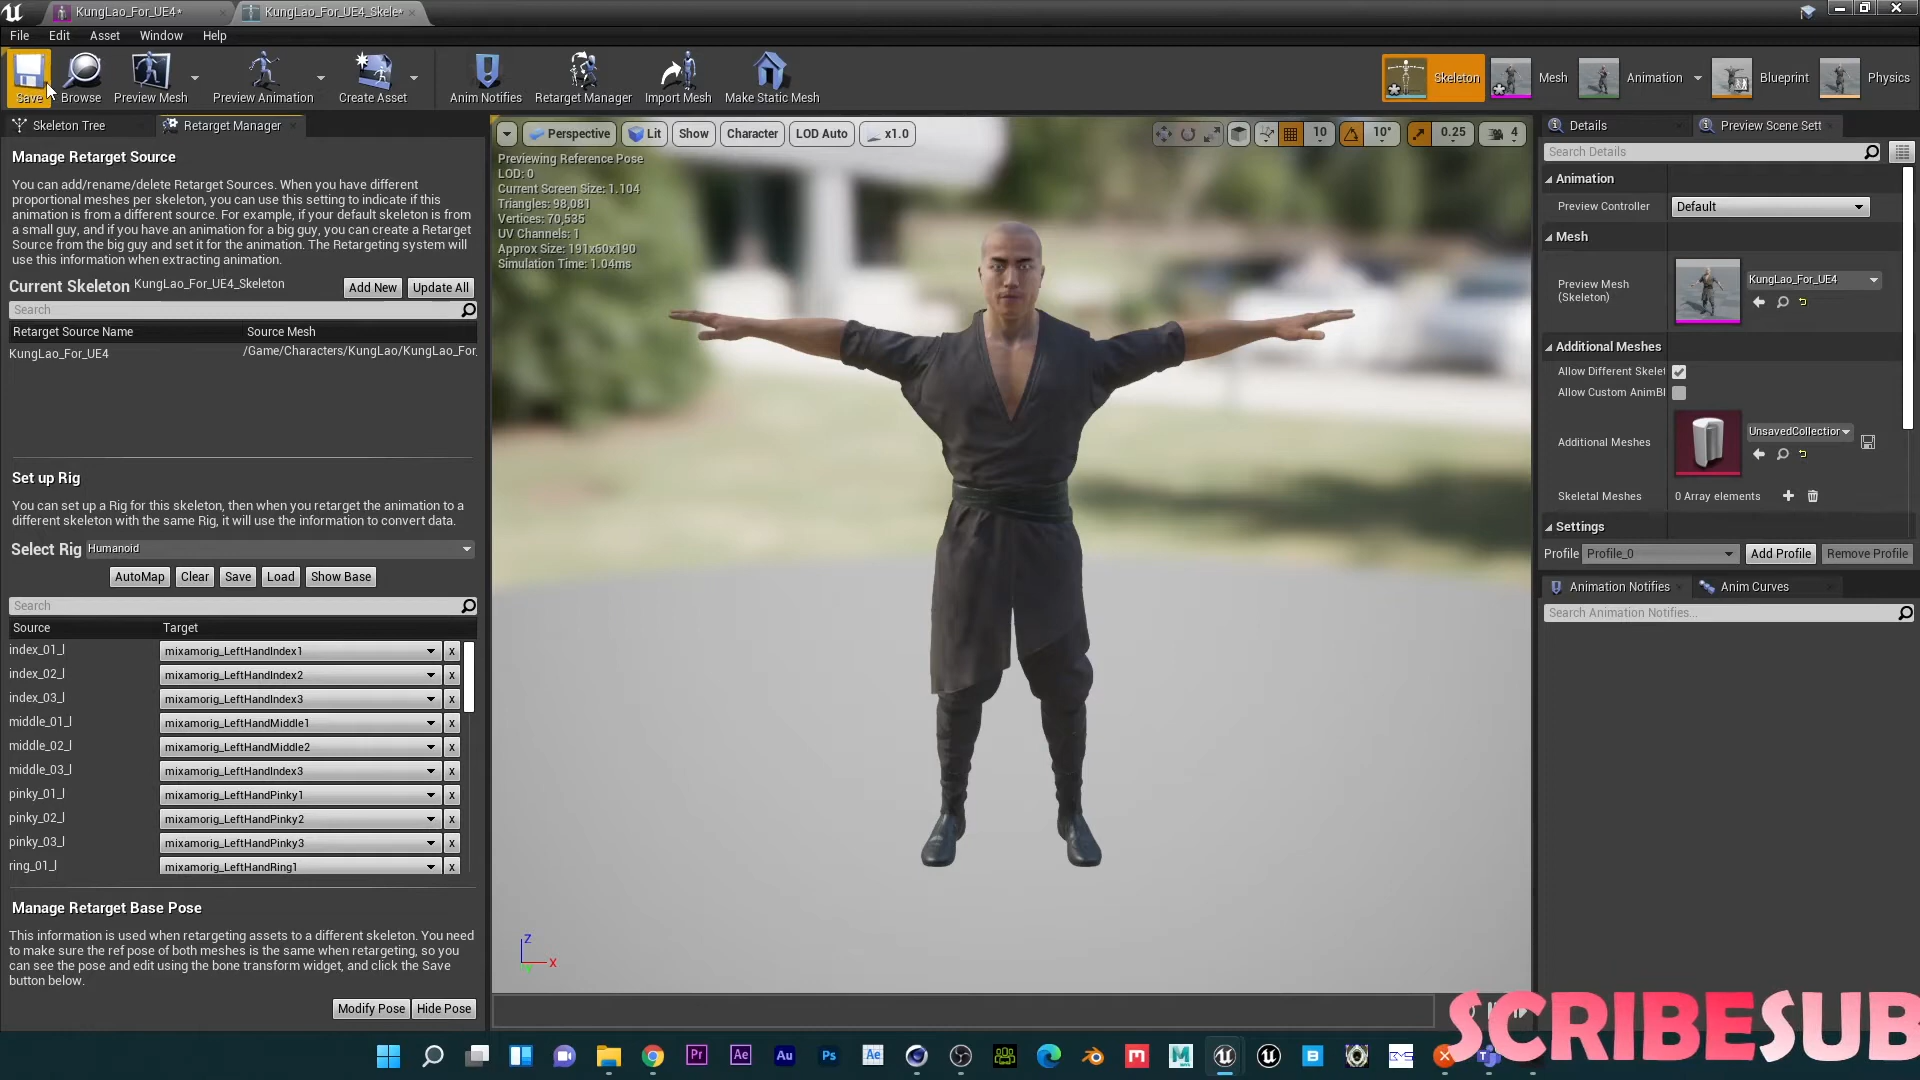 KungLao_For_UE4*
KungLao_For_UE4_Skele*
File Edit Asset Window Help
Save Browse Preview Mesh Preview Animation Create Asset Anim Notifies Retarget Manager Import Mesh Make Static Mesh
Skeleton Mesh Animation Blueprint Physics
Skeleton Tree Retarget Manager
Manage Retarget Source
You can add/rename/delete Retarget Sources. When you have different
proportional meshes per skeleton, you can use this setting to indicate if this
animation is from a different source. For example, if your default skeleton is from
a small guy, and if you have an animation for a big guy, you can create a Retarget
Source from the big guy and set it for the animation. The Retargeting system will
use this information when extracting animation.
Current Skeleton KungLao_For_UE4_Skeleton Add New Update All
Search
Retarget Source Name Source Mesh
KungLao_For_UE4 /Game/Characters/KungLao/KungLao_For_
Set up Rig
You can set up a Rig for this skeleton, then when you retarget the animation to a
different skeleton with the same Rig, it will use the information to convert data.
Select Rig Humanoid
AutoMap Clear Save Load Show Base
Search
Source Target
index_01_l mixamorig_LeftHandIndex1 x
index_02_l mixamorig_LeftHandIndex2 x
index_03_l mixamorig_LeftHandIndex3 x
middle_01_l mixamorig_LeftHandMiddle1 x
middle_02_l mixamorig_LeftHandMiddle2 x
middle_03_l mixamorig_LeftHandIndex3 x
pinky_01_l mixamorig_LeftHandPinky1 x
pinky_02_l mixamorig_LeftHandPinky2 x
pinky_03_l mixamorig_LeftHandPinky3 x
ring_01_l mixamorig_LeftHandRing1 x
Manage Retarget Base Pose
This information is used when retargeting assets to a different skeleton. You need
to make sure the ref pose of both meshes is the same when retargeting, so you
can see the pose and edit using the bone transform widget, and click the Save
button below.
Modify Pose Hide Pose
Perspective Lit Show Character LOD Auto x1.0
10 10° 0.25 4
Previewing Reference Pose
LOD: 0
Current Screen Size: 1.104
Triangles: 98,081
Vertices: 70,535
UV Channels: 1
Approx Size: 191x60x190
Simulation Time: 1.04ms
Z
X
Details Preview Scene Sett
Search Details
Animation
Preview Controller Default
Mesh
Preview Mesh
(Skeleton)
KungLao_For_UE4
Additional Meshes
Allow Different Skelet
Allow Custom AnimBl
Additional Meshes UnsavedCollection
Skeletal Meshes 0 Array elements
Settings
Profile Profile_0 Add Profile Remove Profile
Animation Notifies Anim Curves
Search Animation Notifies...
SCRIBESUB
Pr Ae Au Ps Ae